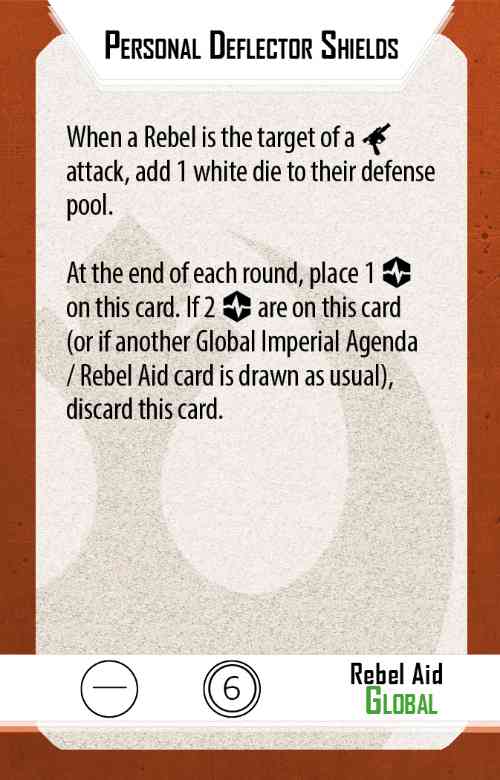 Personal Deflector Shields
When a Rebel is the target of a
attack, add 1 white die to their defense
pool.
At the end of each round, place 1
on this card. If 2 are on this card
(or if another Global Imperial Agenda
/ Rebel Aid card is drawn as usual),
discard this card.
— 6 Rebel Aid
Global